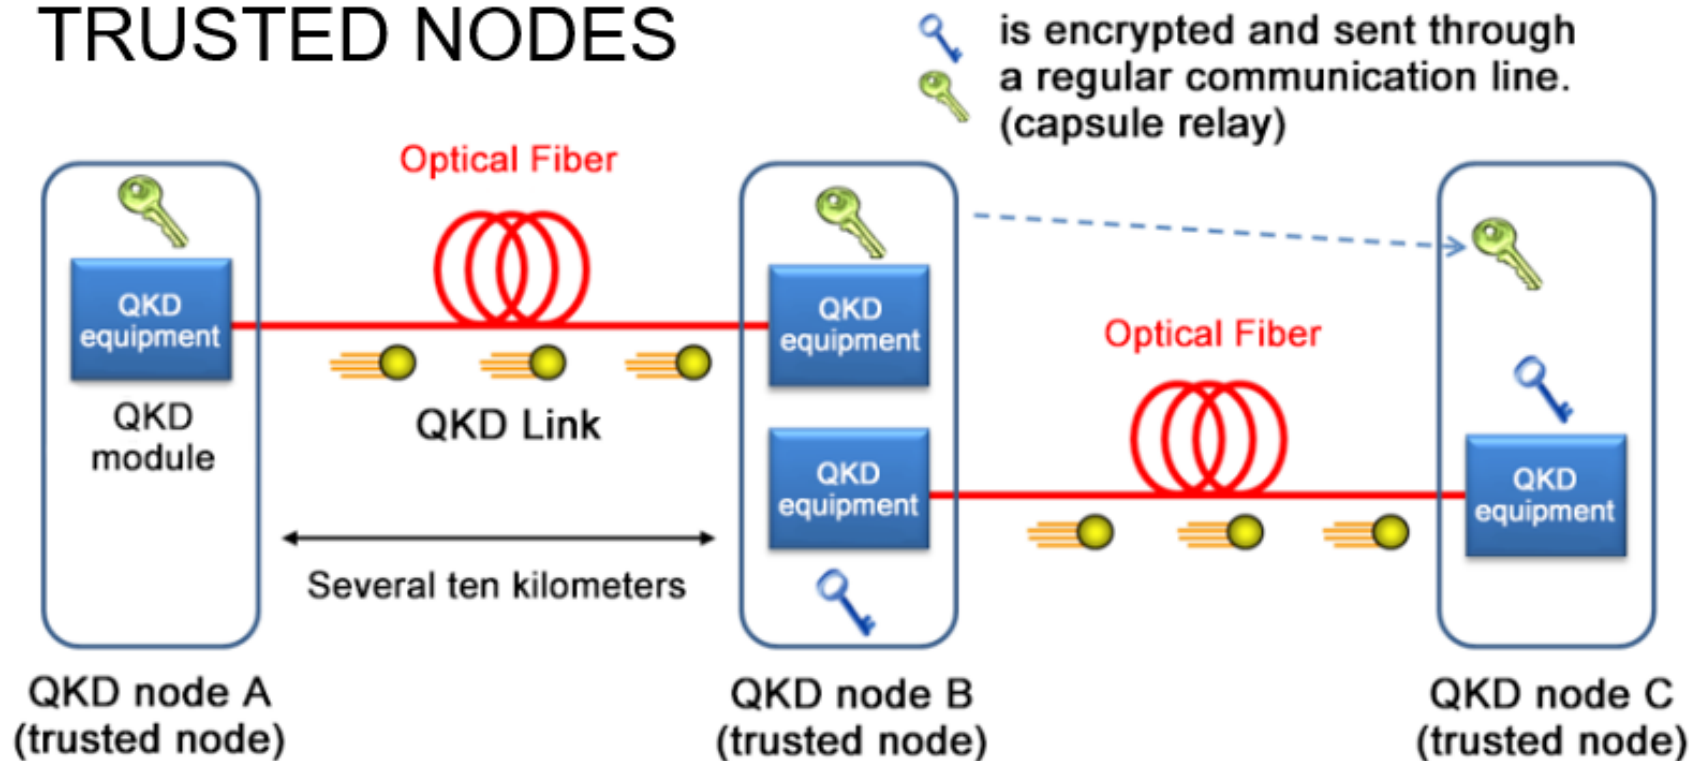 TRUSTED NODES
is encrypted and sent through
a regular communication line.
(capsule relay)
Optical Fiber
QKD
equipment
QKD
module
QKD Link
Several ten kilometers
QKD
equipment
QKD
equipment
Optical Fiber
QKD
equipment
QKD node A
(trusted node)
QKD node B
(trusted node)
QKD node C
(trusted node)